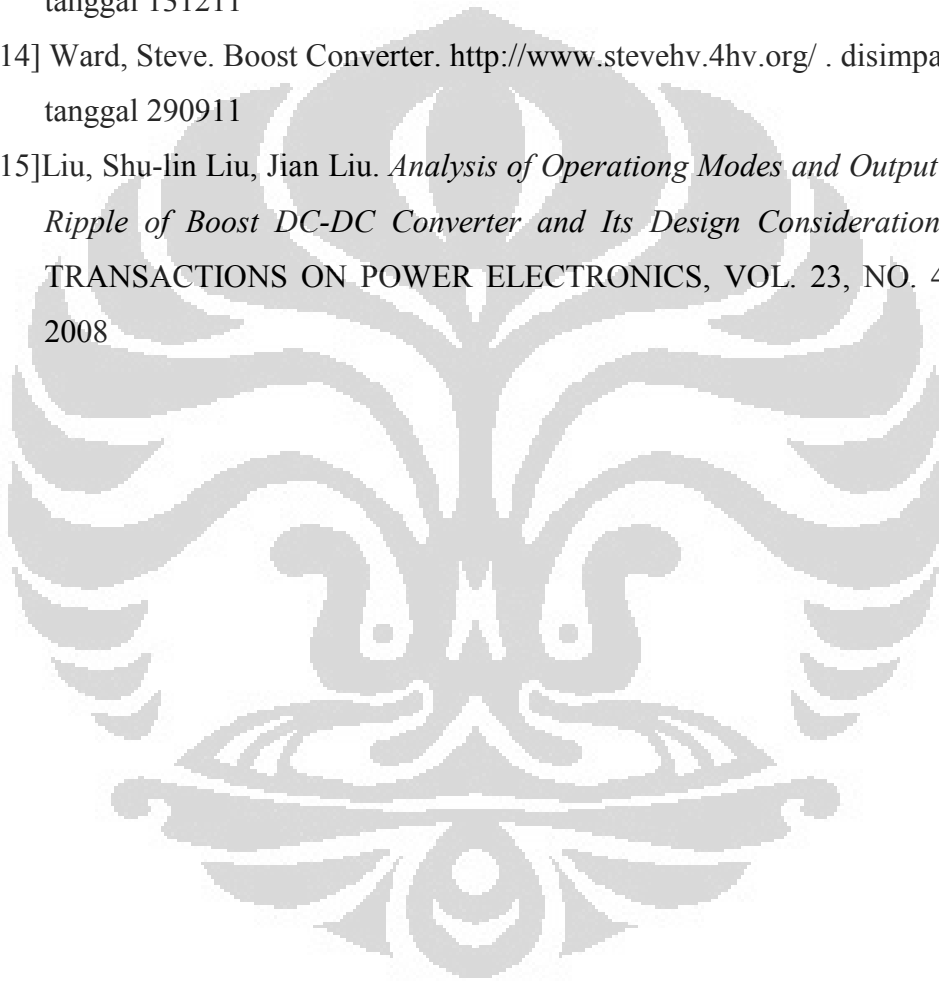 tanggal 131211
14] Ward, Steve. Boost Converter. http://www.stevehv.4hv.org/ . disimpa
tanggal 290911
15]Liu, Shu-lin Liu, Jian Liu. Analysis of Operationg Modes and Output
Ripple of Boost DC-DC Converter and Its Design Consideration
TRANSACTIONS ON POWER ELECTRONICS, VOL. 23, NO. 4
2008